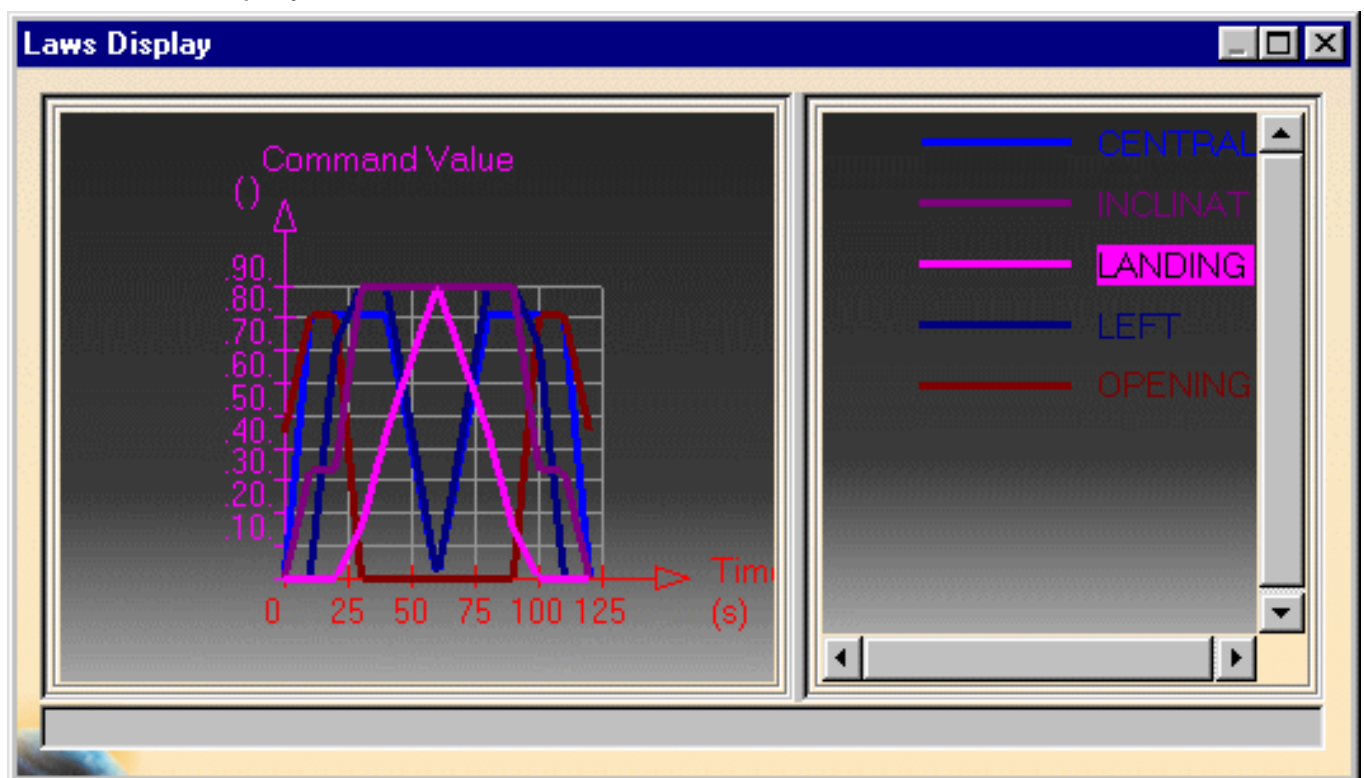 Laws Display
Command Value
()
.90.
.80.
.70.
.60.
.50.
.40.
.30.
.20.
.10.
0 25 50 75 100 125
Time
(s)
CENTRAL
INCLINAT
LANDING
LEFT
OPENING